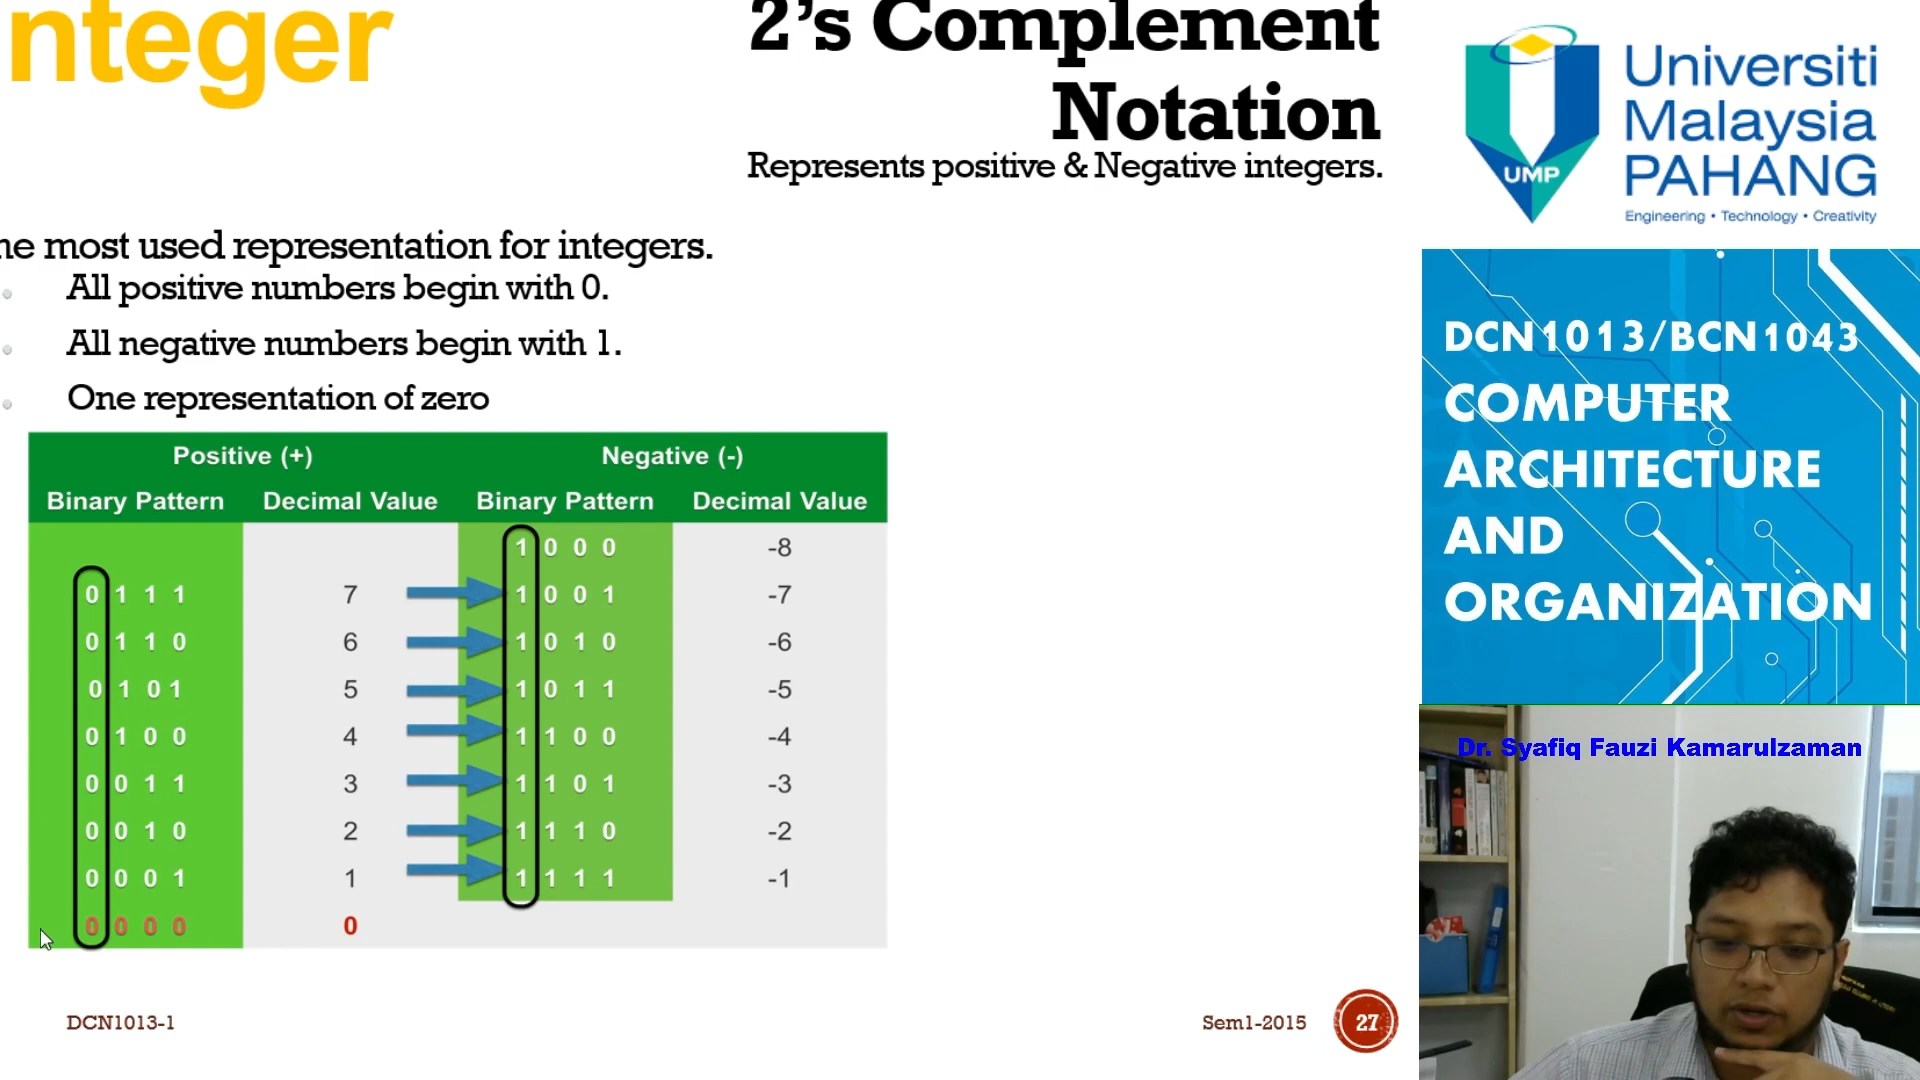 nteger
2's Complement
Notation
Represents positive & Negative integers.
he most used representation for integers.
All positive numbers begin with 0.
All negative numbers begin with 1.
One representation of zero
Positive (+) Negative (-)
Binary Pattern Decimal Value Binary Pattern Decimal Value
1 0 0 0 -8
0 1 1 1 7 1 0 0 1 -7
0 1 1 0 6 1 0 1 0 -6
0 1 0 1 5 1 0 1 1 -5
0 1 0 0 4 1 1 0 0 -4
0 0 1 1 3 1 1 0 1 -3
0 0 1 0 2 1 1 1 0 -2
0 0 0 1 1 1 1 1 1 -1
0 0 0 0 0
DCN1013-1
Sem1-2015
27
UMP
Universiti
Malaysia
PAHANG
Engineering • Technology • Creativity
DCN1013/BCN1043
COMPUTER
ARCHITECTURE
AND
ORGANIZATION
Dr. Syafiq Fauzi Kamarulzaman